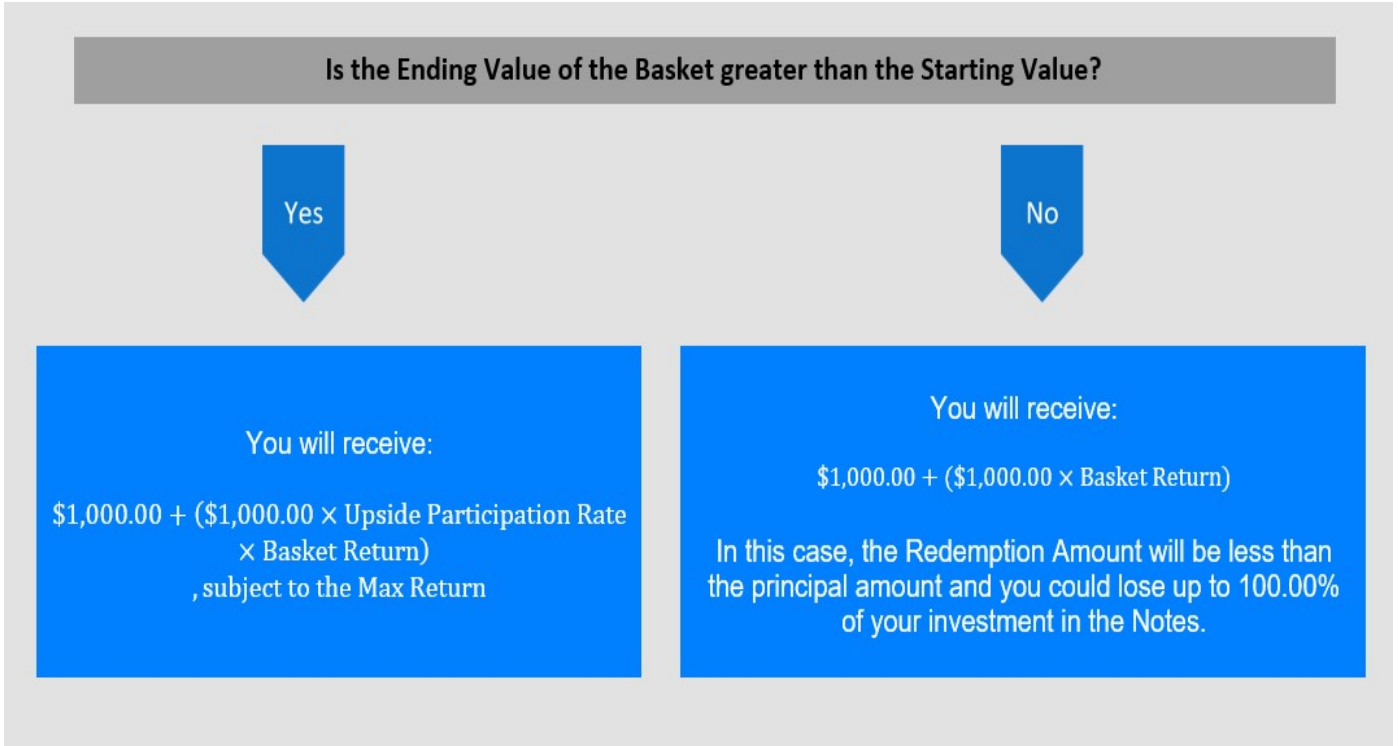 Is the Ending Value of the Basket greater than the Starting Value?
Yes
No
You will receive:
$1,000.00 + ($1,000.00 × Upside Participation Rate
× Basket Return)
, subject to the Max Return
You will receive:
$1,000.00 + ($1,000.00 × Basket Return)
In this case, the Redemption Amount will be less than
the principal amount and you could lose up to 100.00%
of your investment in the Notes.